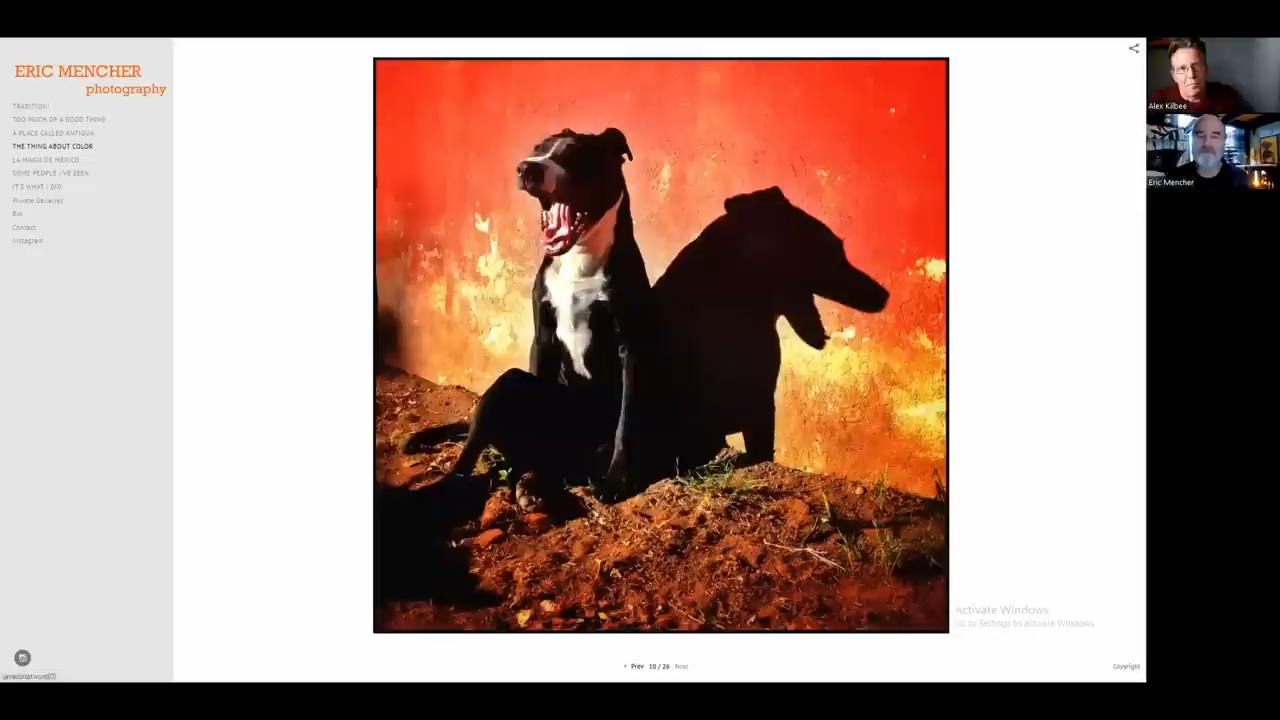 ERIC MENCHER
photography
TRADITION!
TOO MUCH OF A GOOD THING
A PLACE CALLED ANTIGUA
THE THING ABOUT COLOR
LA MAGIA DE MEXICO
SOME PEOPLE I'VE SEEN
IT'S WHAT I DID
Private Galleries
Bio
Contact
Instagram
Alex Kilbee
Eric Mencher
Activate Windows
Go to Settings to activate Windows.
‹ Prev 10 / 26 Next
Copyright